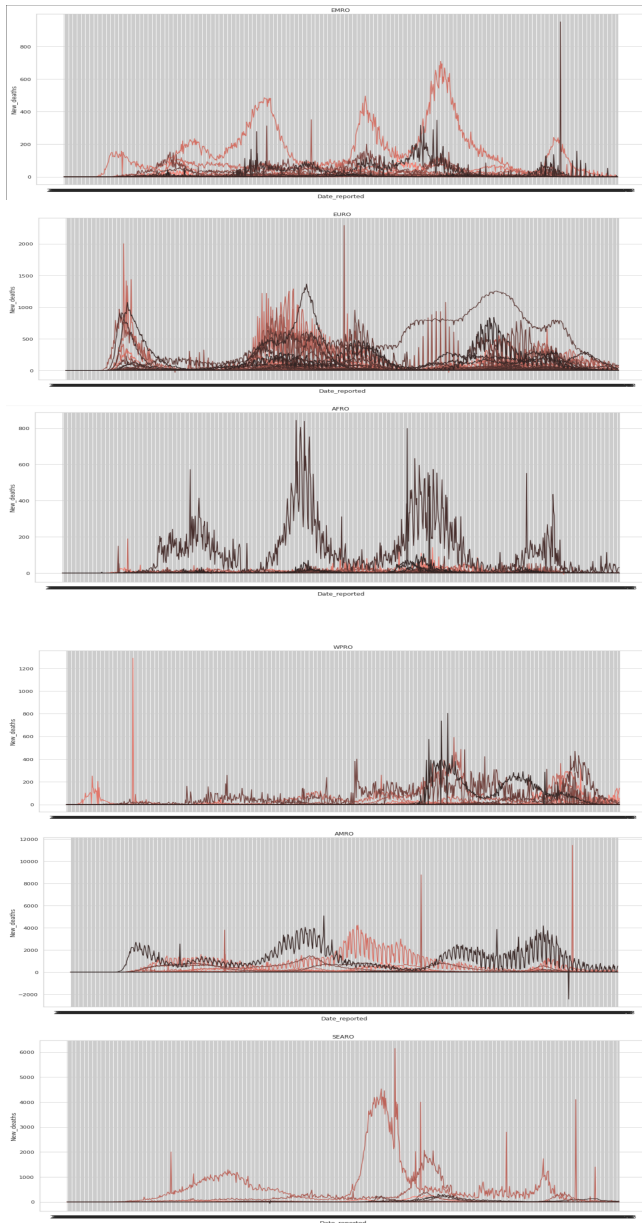 EMRO
800
600
New_deaths
400
200
0
Date_reported
EURO
2000
1500
New_deaths
1000
500
0
Date_reported
AFRO
800
600
New_deaths
400
200
0
Date_reported
WPRO
1200
1000
800
New_deaths
600
400
200
0
Date_reported
AMRO
12000
10000
8000
6000
New_deaths
4000
2000
0
−2000
Date_reported
SEARO
6000
5000
4000
New_deaths
3000
2000
1000
0
Date_reported